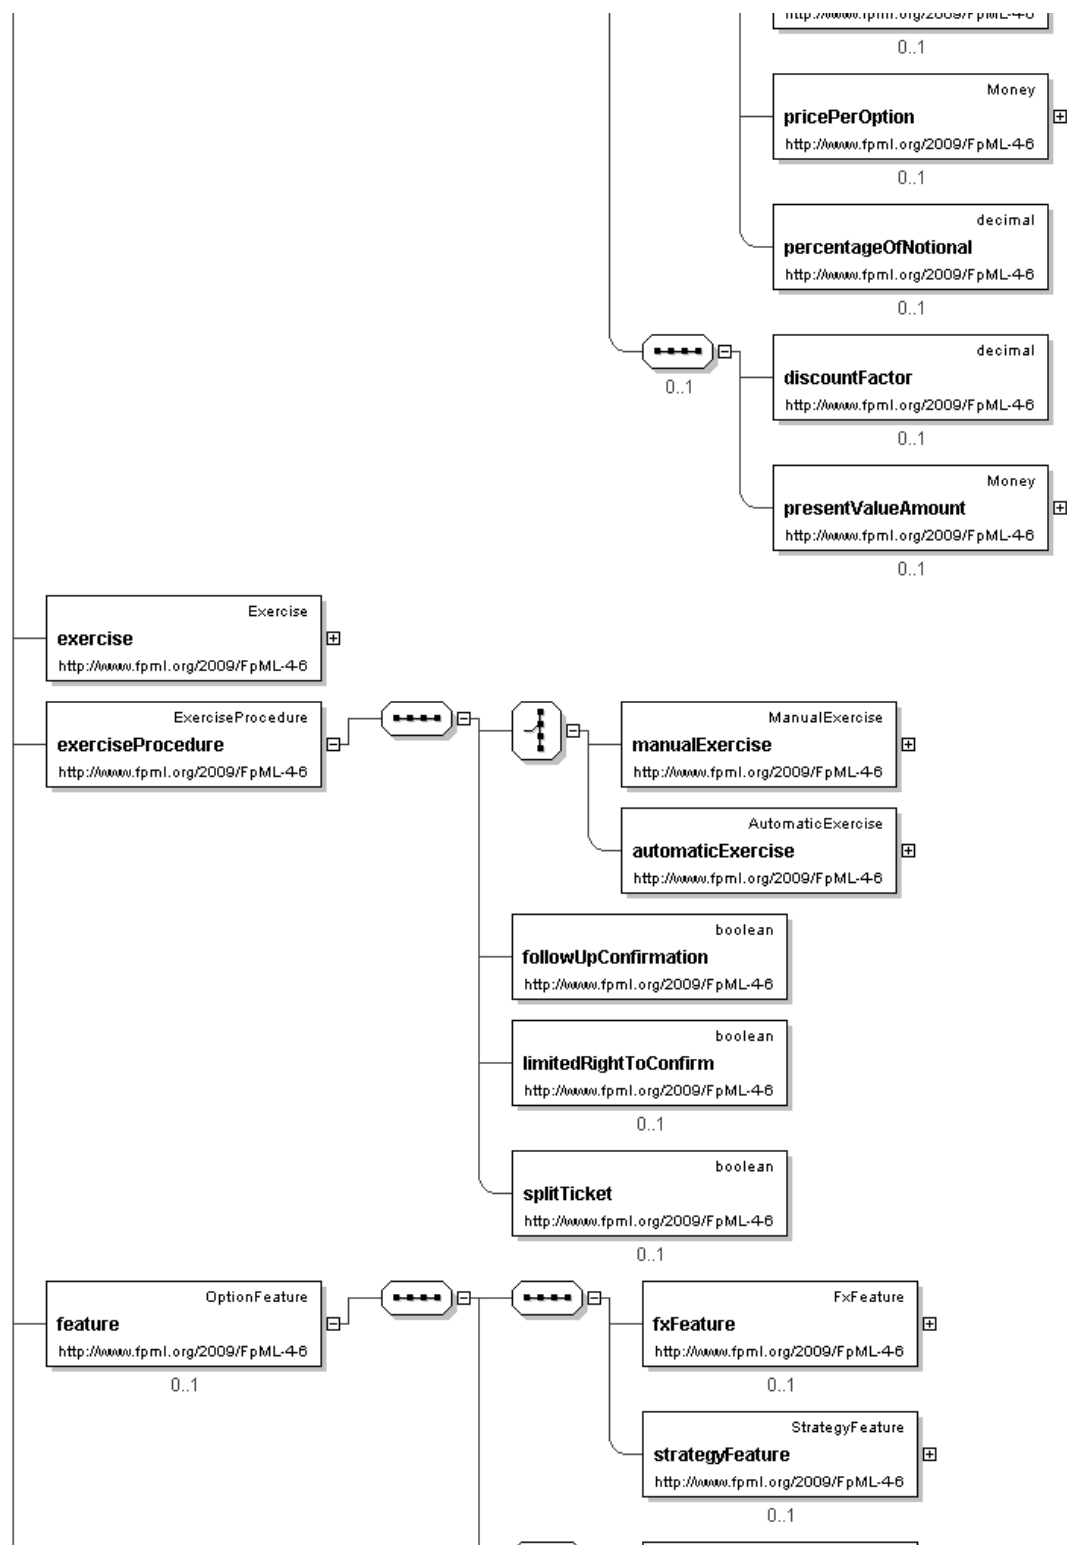 http://www.fpml.org/2009/FpML-4-6
0..1
Money
pricePerOption
http://www.fpml.org/2009/FpML-4-6
0..1
decimal
percentageOfNotional
http://www.fpml.org/2009/FpML-4-6
0..1
decimal
discountFactor
http://www.fpml.org/2009/FpML-4-6
0..1
0..1
Money
presentValueAmount
http://www.fpml.org/2009/FpML-4-6
0..1
Exercise
exercise
http://www.fpml.org/2009/FpML-4-6
ExerciseProcedure
exerciseProcedure
http://www.fpml.org/2009/FpML-4-6
ManualExercise
manualExercise
http://www.fpml.org/2009/FpML-4-6
AutomaticExercise
automaticExercise
http://www.fpml.org/2009/FpML-4-6
boolean
followUpConfirmation
http://www.fpml.org/2009/FpML-4-6
boolean
limitedRightToConfirm
http://www.fpml.org/2009/FpML-4-6
0..1
boolean
splitTicket
http://www.fpml.org/2009/FpML-4-6
0..1
OptionFeature
feature
http://www.fpml.org/2009/FpML-4-6
0..1
FxFeature
fxFeature
http://www.fpml.org/2009/FpML-4-6
0..1
StrategyFeature
strategyFeature
http://www.fpml.org/2009/FpML-4-6
0..1